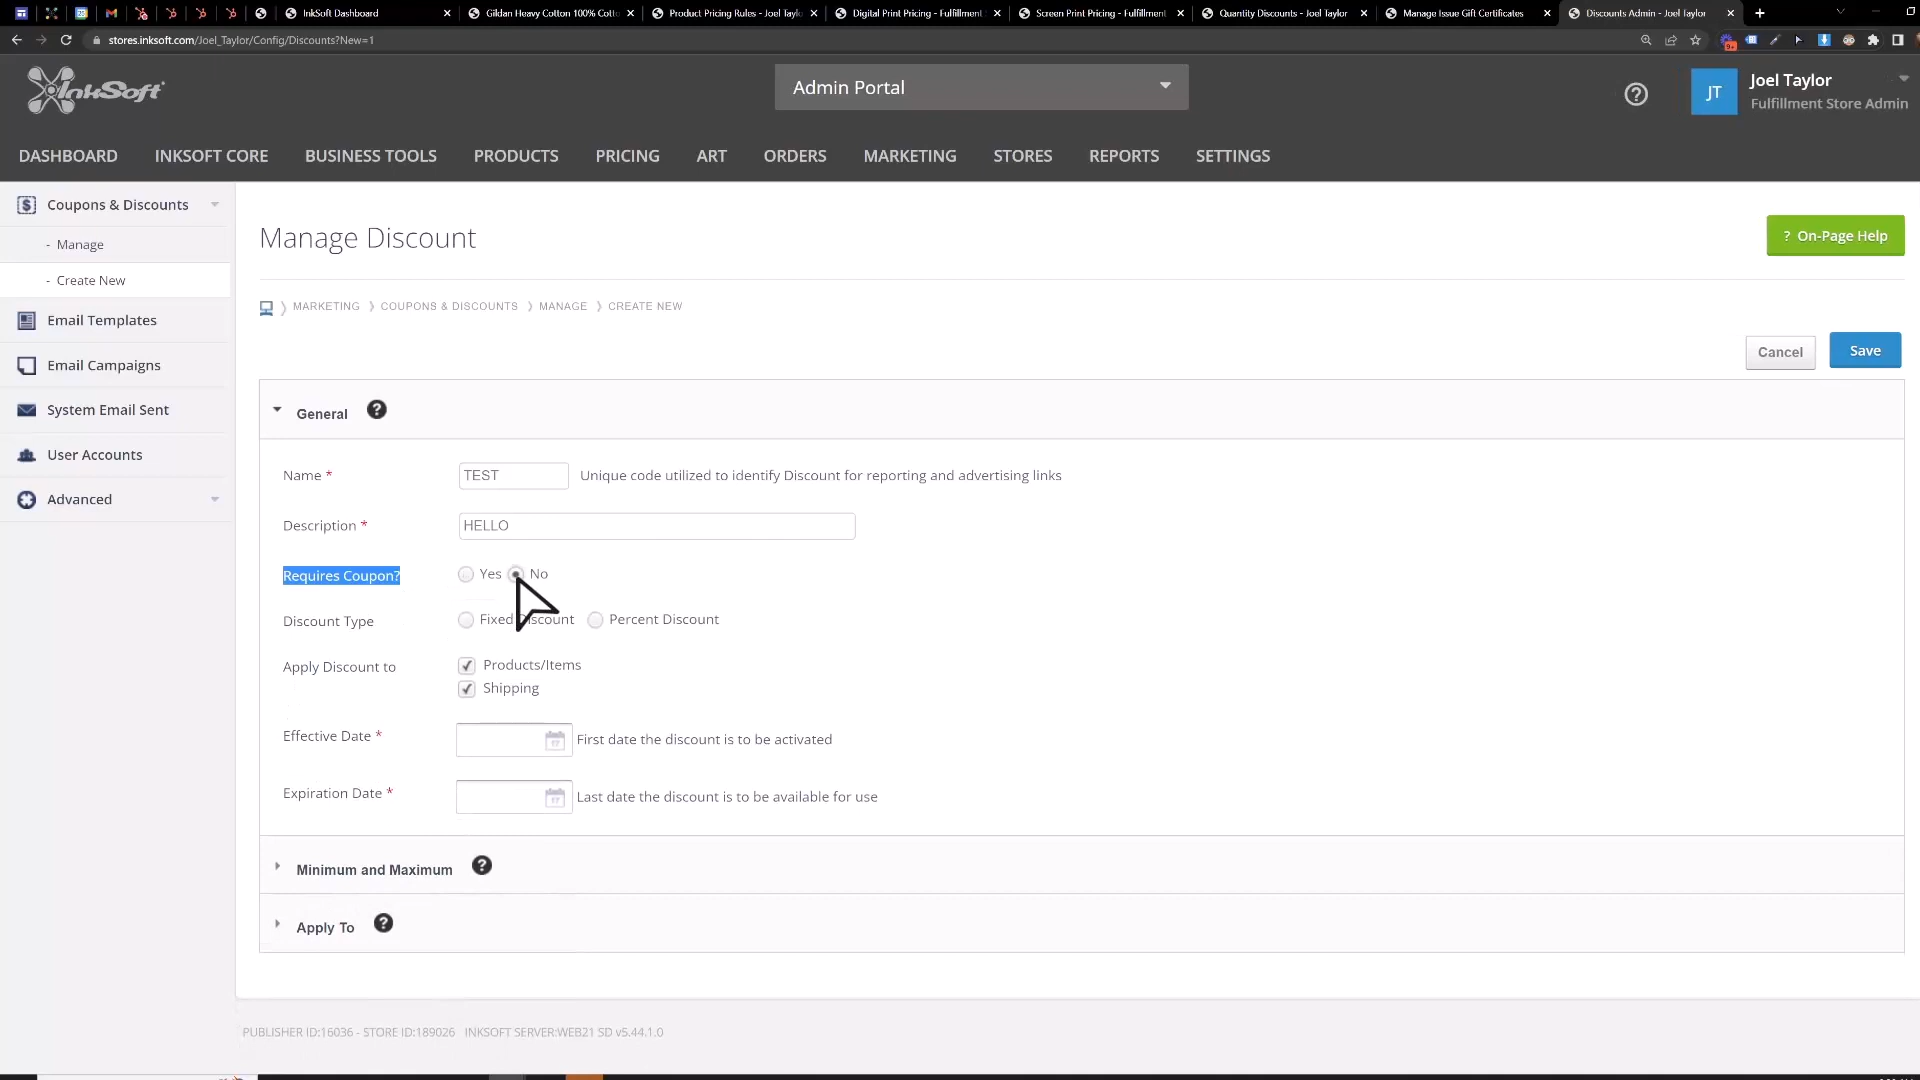 InkSoft Dashboard
Gildan Heavy Cotton 100% Cott
Product Pricing Rules - Joel Tayl
Digital Print Pricing - Fulfillment
Screen Print Pricing - Fulfillment
Quantity Discounts - Joel Taylor
Manage Issue Gift Certificates
Discounts Admin - Joel Taylor
stores.inksoft.com/Joel_Taylor/Config/Discounts?New=1
9+
InkSoft
Admin Portal
JT
Joel Taylor
Fulfillment Store Admin
DASHBOARD INKSOFT CORE BUSINESS TOOLS PRODUCTS PRICING ART ORDERS MARKETING STORES REPORTS SETTINGS
Coupons & Discounts
- Manage
- Create New
Email Templates
Email Campaigns
System Email Sent
User Accounts
Advanced
Manage Discount
? On-Page Help
MARKETING COUPONS & DISCOUNTS MANAGE CREATE NEW
Cancel Save
General ?
Name * TEST Unique code utilized to identify Discount for reporting and advertising links
Description * HELLO
Requires Coupon? Yes No
Discount Type Fixed Discount Percent Discount
Apply Discount to Products/Items
Shipping
Effective Date * First date the discount is to be activated
Expiration Date * Last date the discount is to be available for use
Minimum and Maximum ?
Apply To ?
PUBLISHER ID:16036 - STORE ID:189026 INKSOFT SERVER:WEB21 SD v5.44.1.0